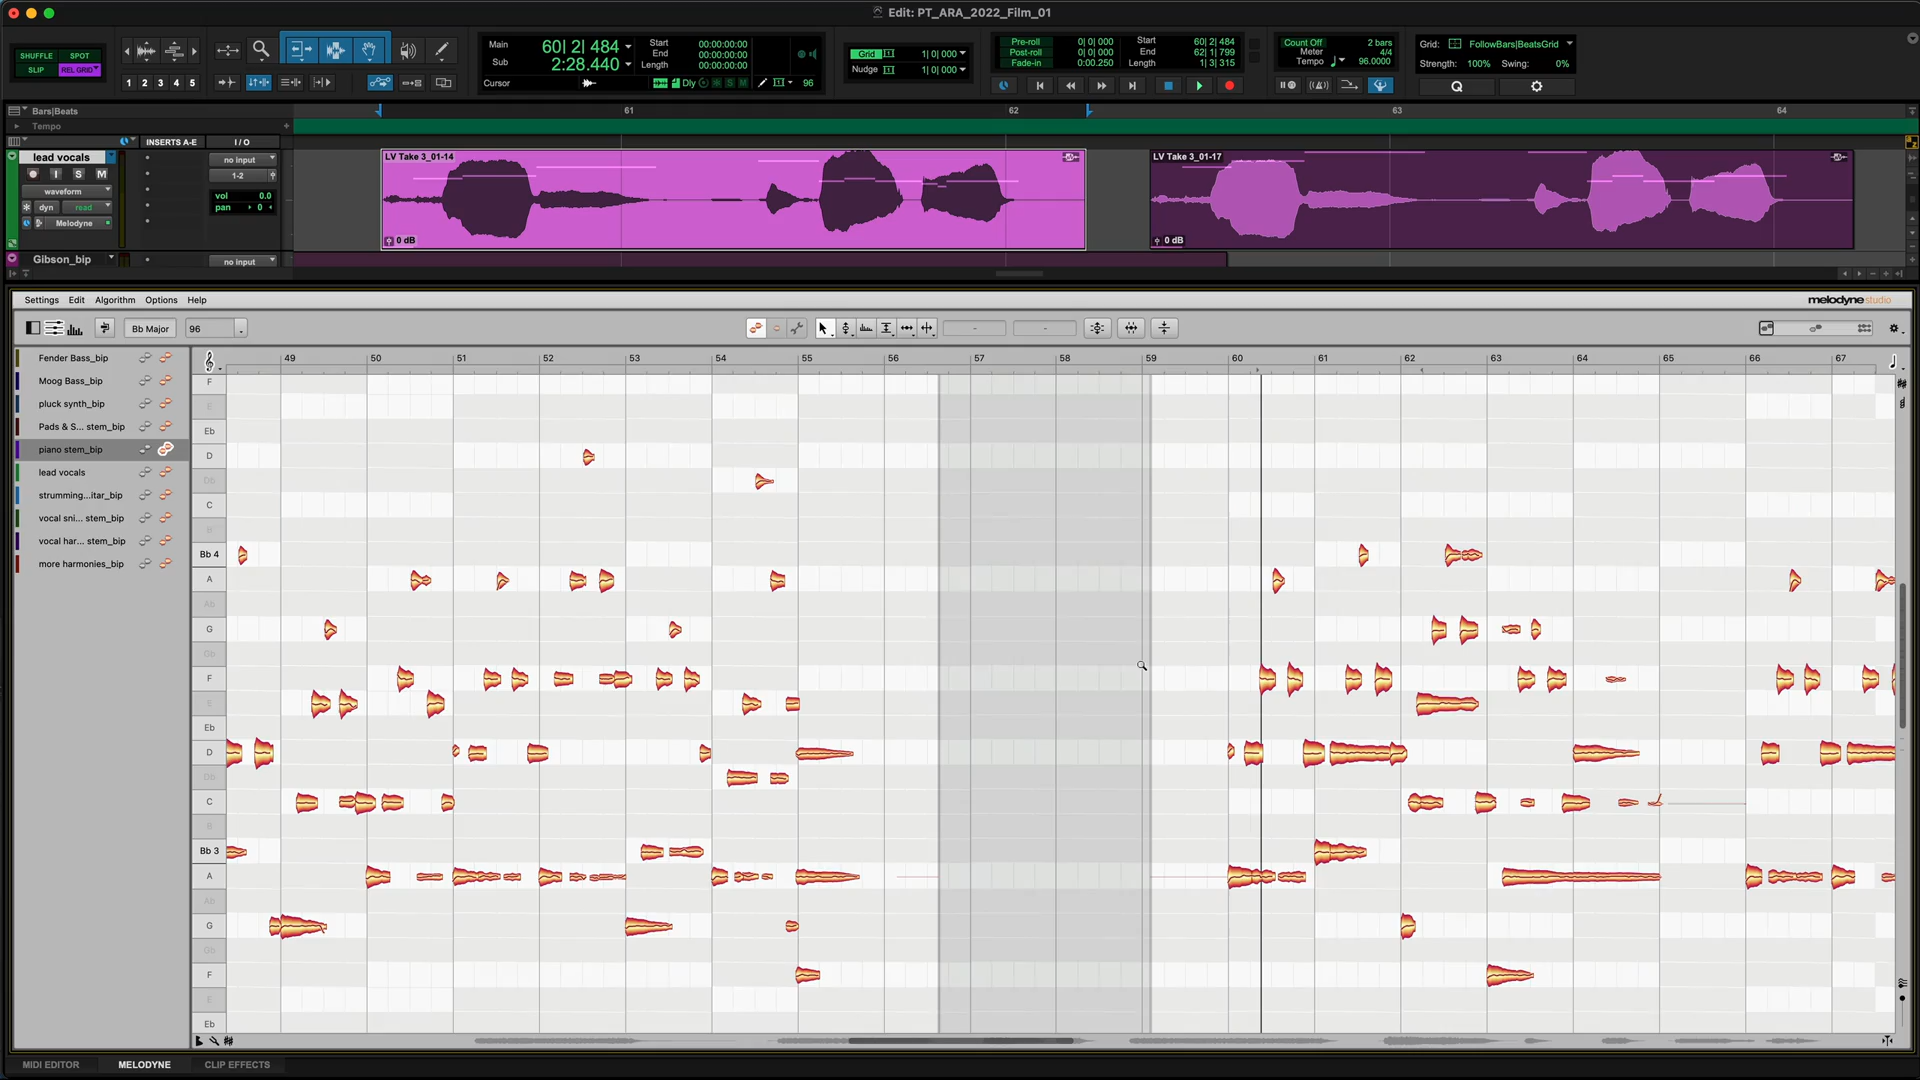 Edit: PT_ARA_2022_Film_01
SHUFFLE SPOT
SLIP REL GRID
1 2 3 4 5
Main 60| 2| 484
Sub 2:28.440
Cursor
Start 00:00:00:00
End 00:00:00:00
Length 00:00:00:00
Dly S M 96
Grid 1| 0| 000
Nudge 1| 0| 000
Pre-roll 0| 0| 000
Post-roll 0| 0| 000
Fade-in 0:00.250
Start 60| 2| 484
End 62| 1| 799
Length 1| 3| 315
Count Off 2 bars
Meter 4/4
Tempo 96.0000
Grid: FollowBars|BeatsGrid
Strength: 100% Swing: 0%
Q
Bars|Beats 61 62 63 64
Tempo
INSERTS A-E I / O
lead vocals no input
I S M 1-2
waveform
vol 0.0
dyn read pan 0
Melodyne
LV Take 3_01-14
0 dB
LV Take 3_01-17
0 dB
Gibson_bip no input
Settings Edit Algorithm Options Help
melodyne studio
Bb Major 96 - -
49 50 51 52 53 54 55 56 57 58 59 60 61 62 63 64 65 66 67
Fender Bass_bip
Moog Bass_bip
pluck synth_bip
Pads & S... stem_bip
piano stem_bip
lead vocals
strumming...itar_bip
vocal sni... stem_bip
vocal har... stem_bip
more harmonies_bip
F
E
Eb
D
Db
C
B
Bb 4
A
Ab
G
Gb
F
E
Eb
D
Db
C
B
Bb 3
A
Ab
G
Gb
F
E
Eb
MIDI EDITOR MELODYNE CLIP EFFECTS